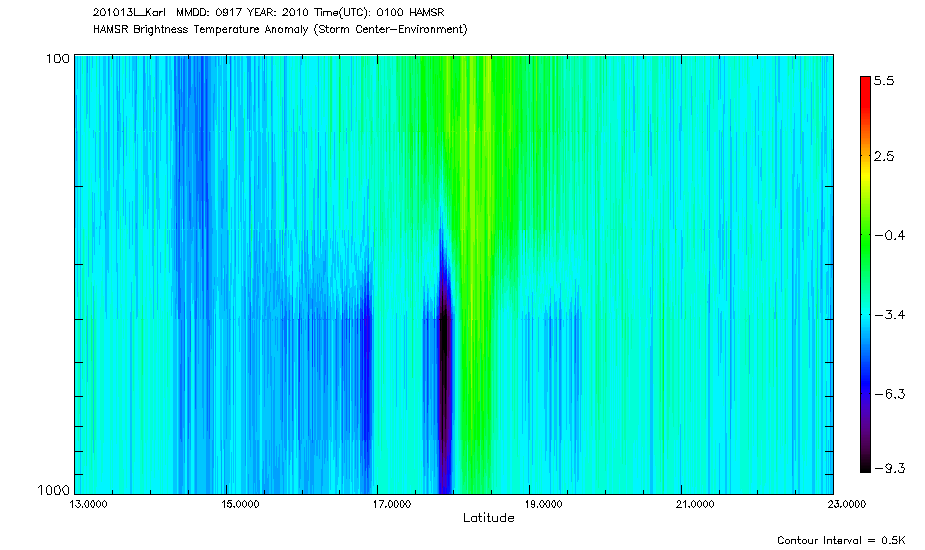 201013L_Karl MMDD: 0917 YEAR: 2010 Time(UTC): 0100 HAMSR
HAMSR Brightness Temperature Anomaly (Storm Center-Environment)
100
1000
13.0000 15.0000 17.0000 19.0000 21.0000 23.0000
Latitude
5.5
2.5
-0.4
-3.4
-6.3
-9.3
Contour Interval = 0.5K